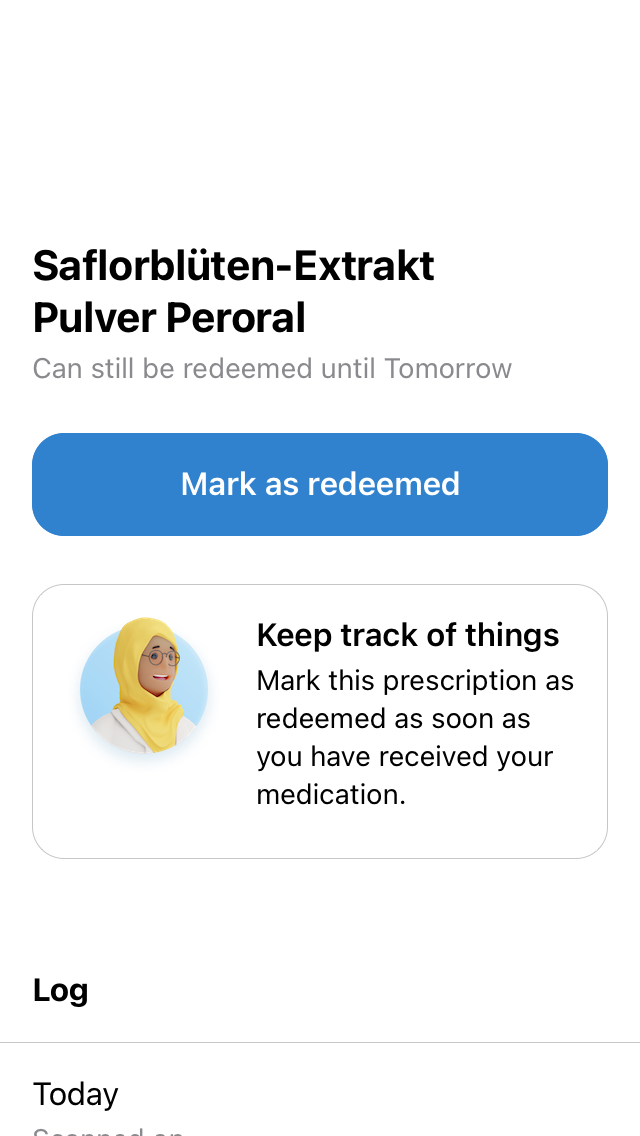 Saflorblüten-Extrakt
Pulver Peroral
Can still be redeemed until Tomorrow
Mark as redeemed
Keep track of things
Mark this prescription as
redeemed as soon as
you have received your
medication.
Log
Today
Scanned on